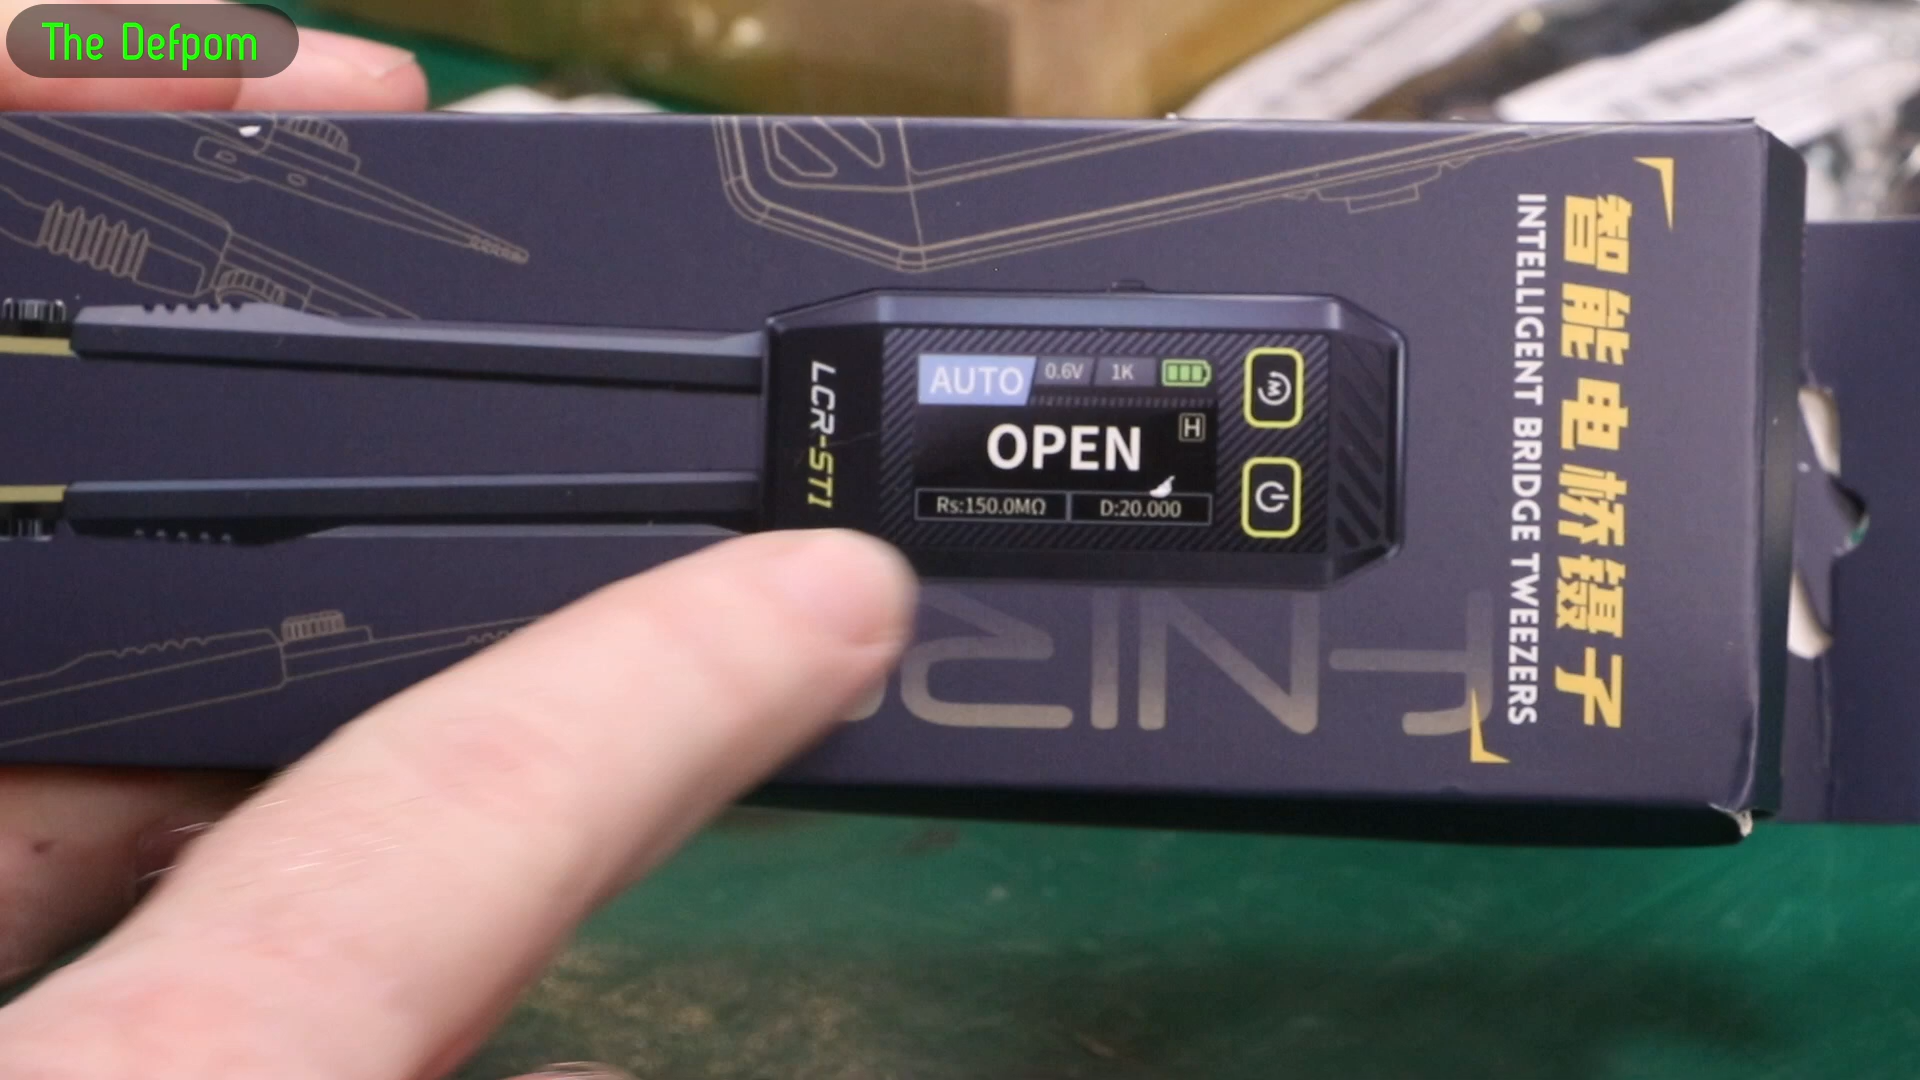 The Defpom
智能电桥镊子
INTELLIGENT BRIDGE TWEEZERS
LCR-ST1
AUTO 0.6V 1K
H
OPEN
Rs:150.0MΩ D:20.000
M